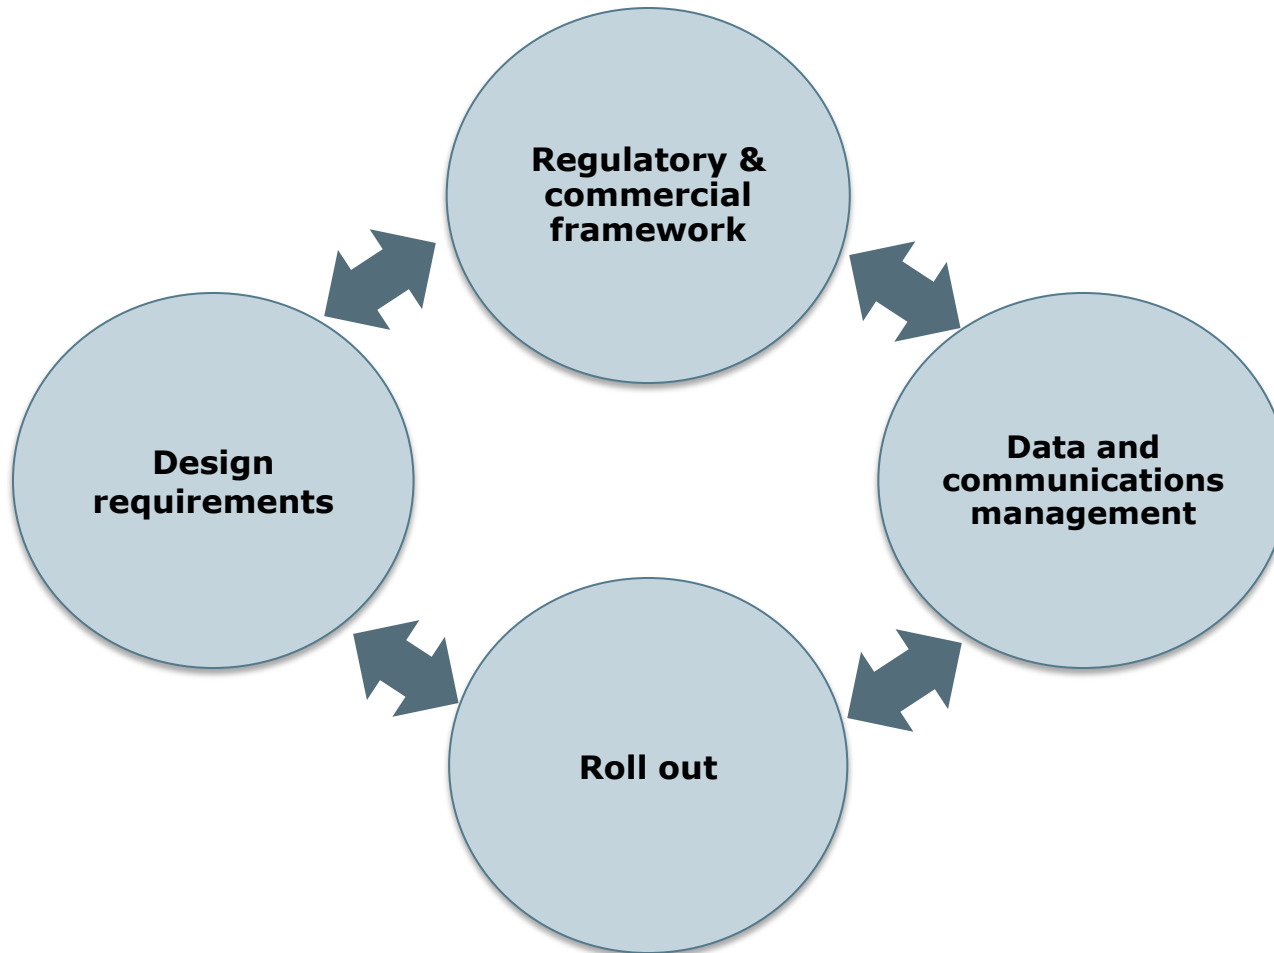 Regulatory &
commercial
framework
Design
requirements
Data and
communications
management
Roll out